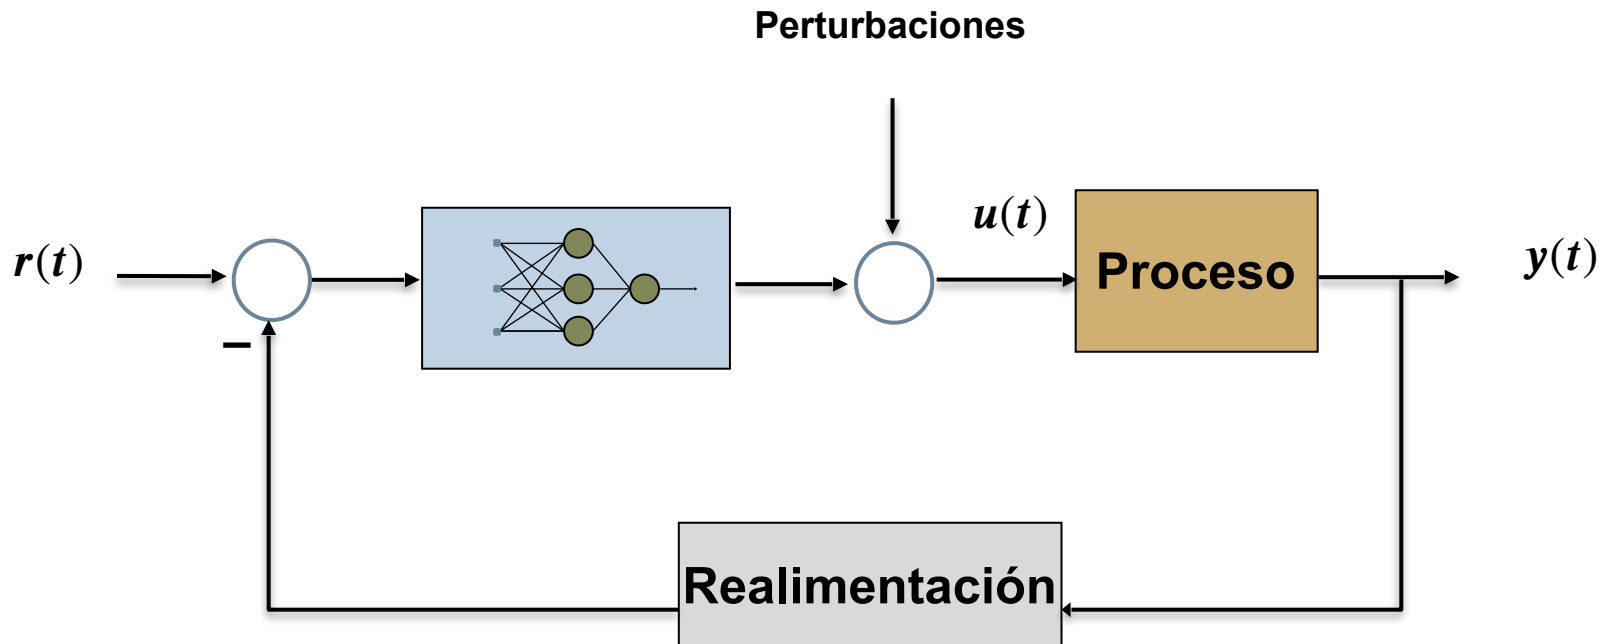 Perturbaciones
r(t)
u(t)
Proceso
y(t)
–
Realimentación